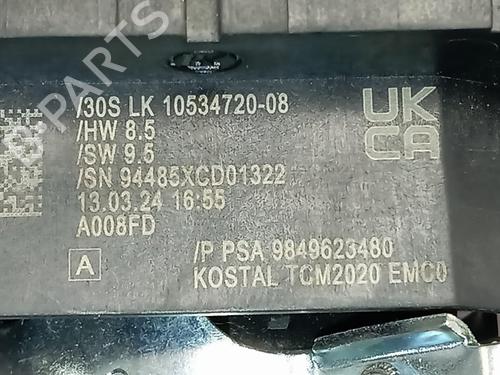 B PARTS
/30S LK 10534720-08
/HW 8.5
/SW 9.5
/SN 94485XCD01322
13.03.24 16:55
A008FD
UK
CA
A
/P PSA 9849623480
KOSTAL TCM2020 EMC0